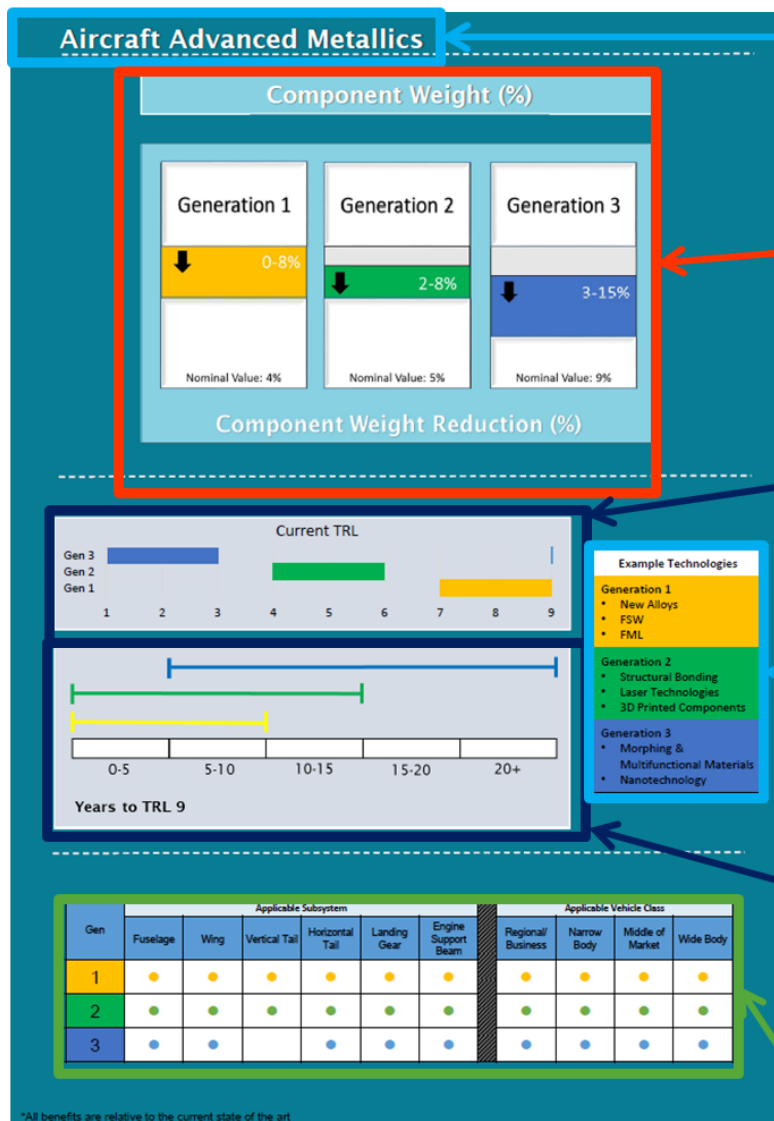 Aircraft Advanced Metallics
Component Weight (%)
Generation 1
Generation 2
Generation 3
0-8%
2-8%
3-15%
Nominal Value: 4%
Nominal Value: 5%
Nominal Value: 9%
Component Weight Reduction (%)
Current TRL
Gen 3
Gen 2
Gen 1
1 2 3 4 5 6 7 8 9
Example Technologies
Generation 1
• New Alloys
• FSW
• FML
Generation 2
• Structural Bonding
• Laser Technologies
• 3D Printed Components
Generation 3
• Morphing &
Multifunctional Materials
• Nanotechnology
0-5 5-10 10-15 15-20 20+
Years to TRL 9
Gen
Applicable Subsystem
Applicable Vehicle Class
Fuselage
Wing
Vertical Tail
Horizontal
Tail
Landing
Gear
Engine
Support
Beam
Regional/
Business
Narrow
Body
Middle of
Market
Wide Body
1
2
3
*All benefits are relative to the current state of the art